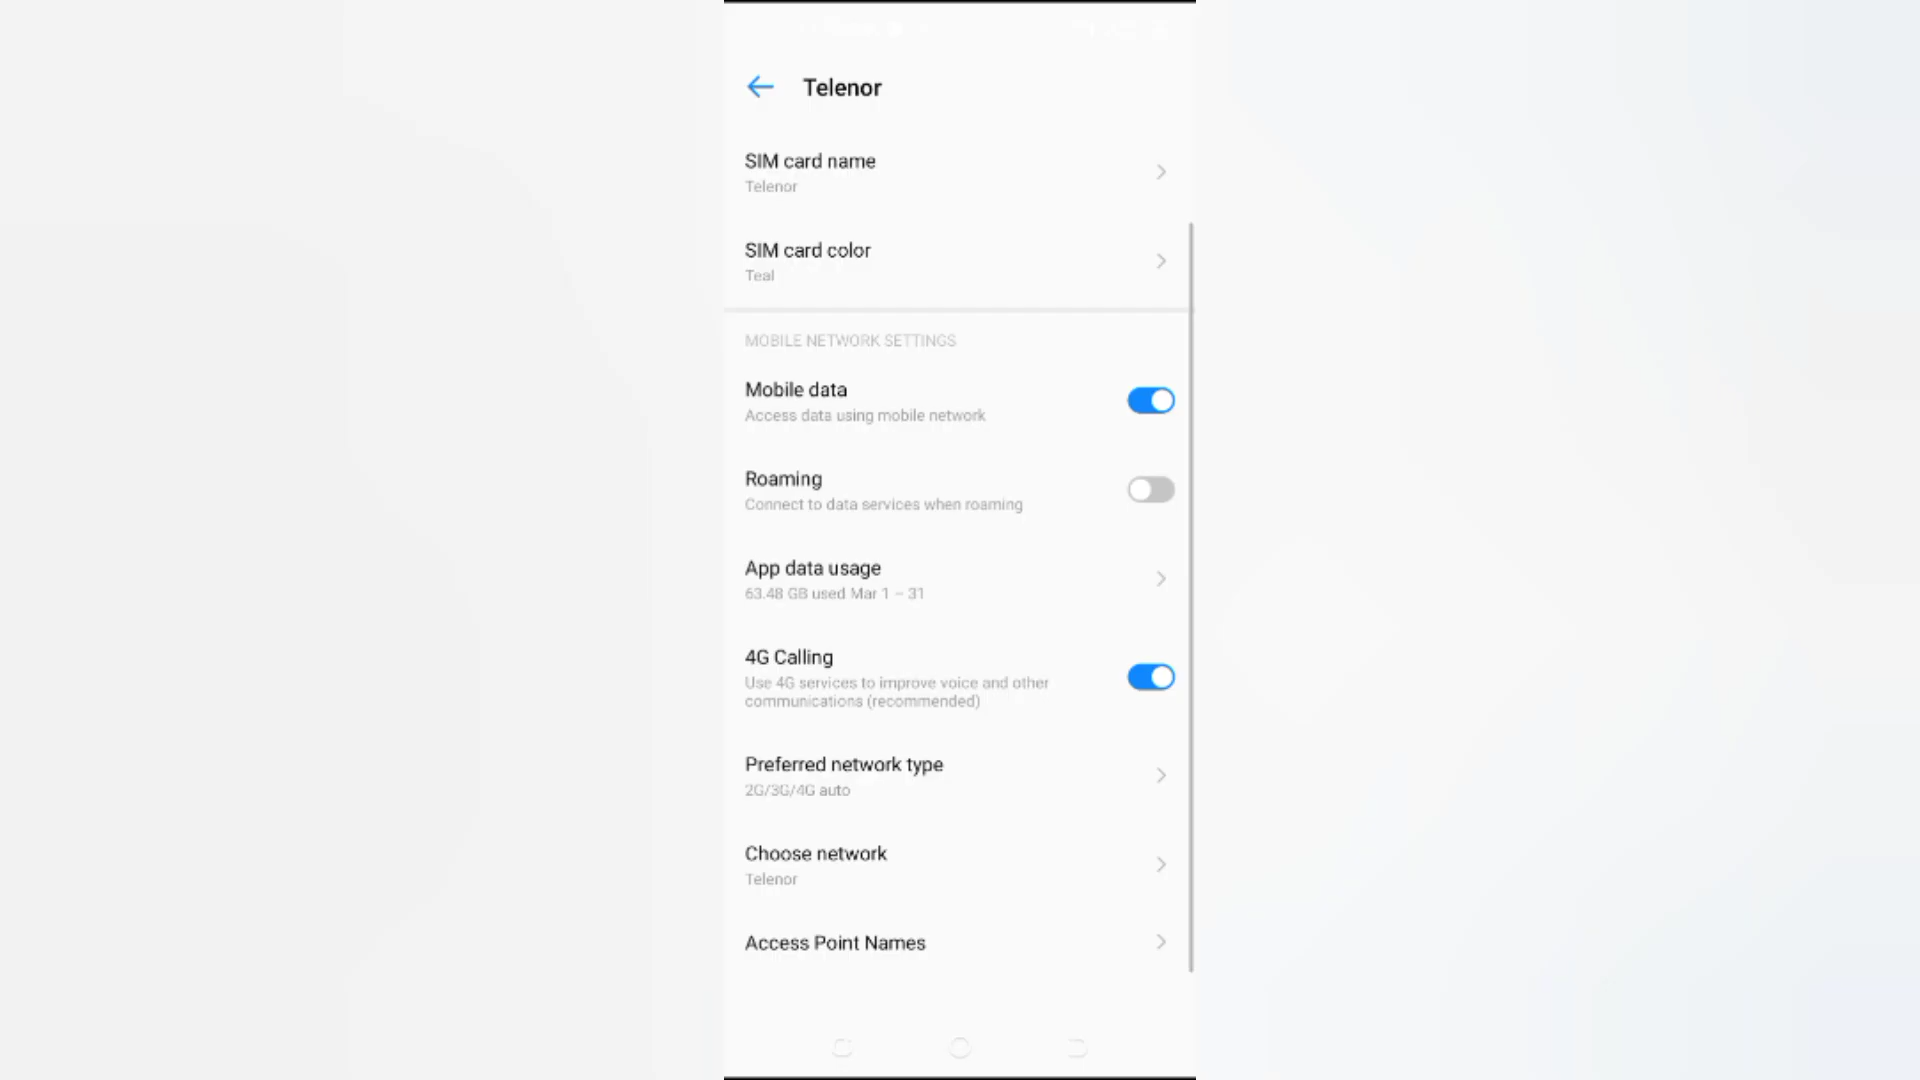 Telenor
SIM card name
Telenor
SIM card color
Teal
MOBILE NETWORK SETTINGS
Mobile data
Access data using mobile network
Roaming
Connect to data services when roaming
App data usage
63.48 GB used Mar 1 – 31
4G Calling
Use 4G services to improve voice and other
communications (recommended)
Preferred network type
2G/3G/4G auto
Choose network
Telenor
Access Point Names